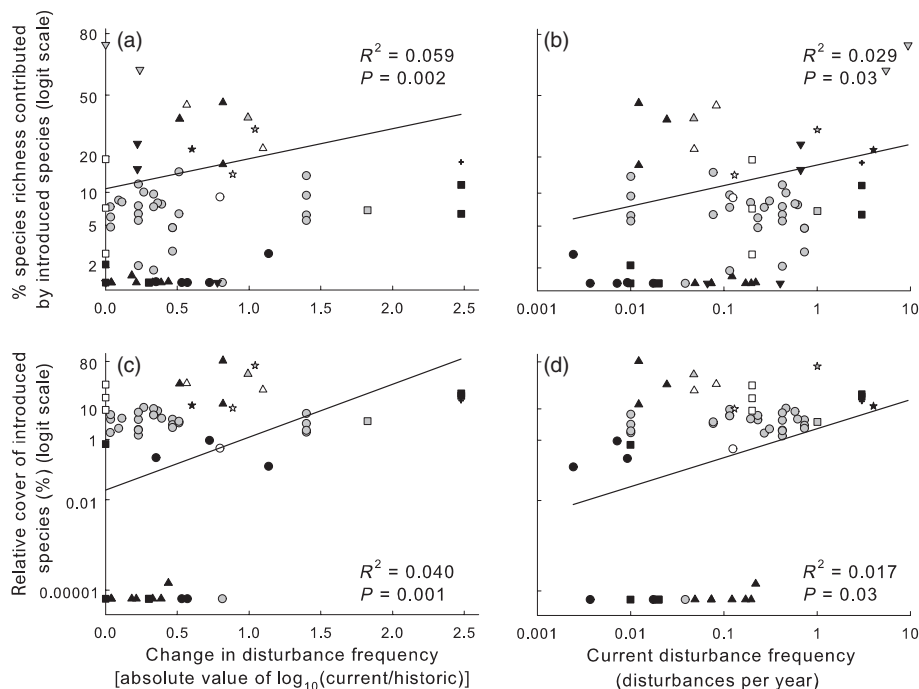 % species richness contributed
by introduced species (logit scale)
80
50
20
10
5
2
(a)
R² = 0.059
P = 0.002
0.0 0.5 1.0 1.5 2.0 2.5
(b)
R² = 0.029
P = 0.03
0.001 0.01 0.1 1 10
Relative cover of introduced
species (%) (logit scale)
80
10
1
0.01
0.00001
(c)
R² = 0.040
P = 0.001
0.0 0.5 1.0 1.5 2.0 2.5
Change in disturbance frequency
[absolute value of log₁₀(current/historic)]
(d)
R² = 0.017
P = 0.03
0.001 0.01 0.1 1 10
Current disturbance frequency
(disturbances per year)